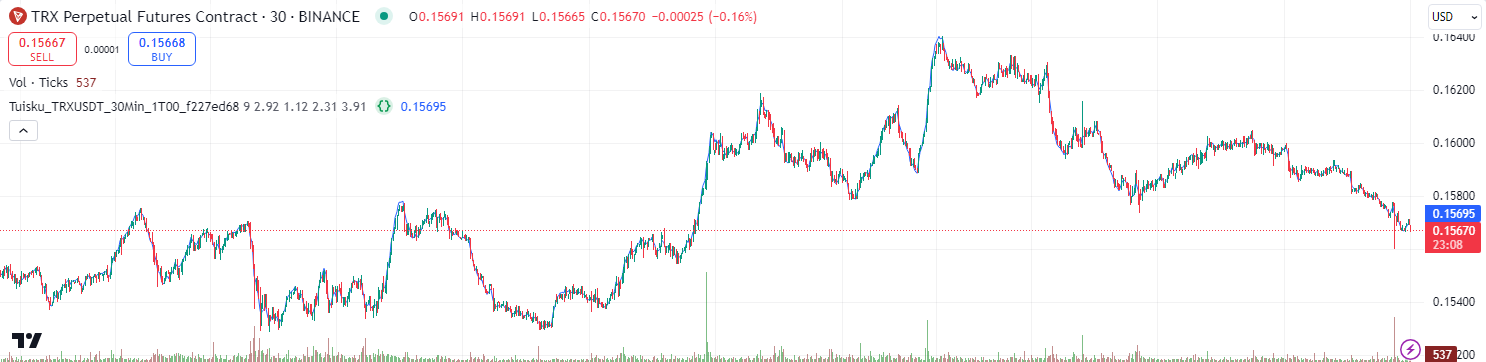 TRX Perpetual Futures Contract · 30 · BINANCE O0.15691 H0.15691 L0.15665 C0.15670 −0.00025 (−0.16%)
USD
0.15667
SELL
0.00001
0.15668
BUY
Vol · Ticks 537
Tuisku_TRXUSDT_30Min_1T00_f227ed68 9 2.92 1.12 2.31 3.91 {} 0.15695
0.16400
0.16200
0.16000
0.15800
0.15695
0.15670
23:08
0.15400
537